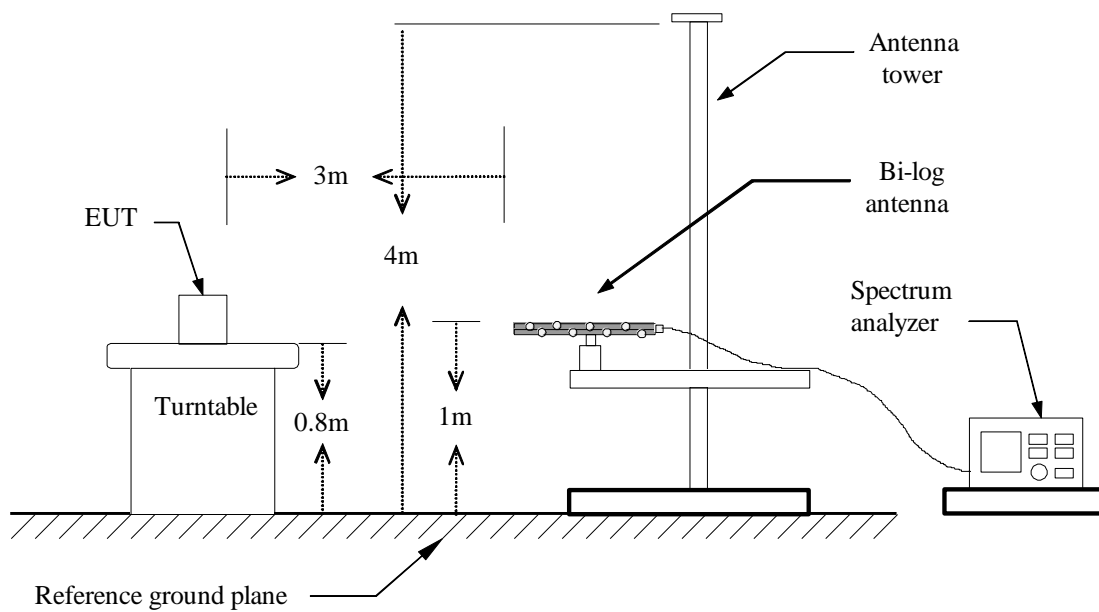 Antenna
tower
3m
Bi-log
antenna
EUT
4m
Spectrum
analyzer
Turntable
0.8m
1m
Reference ground plane